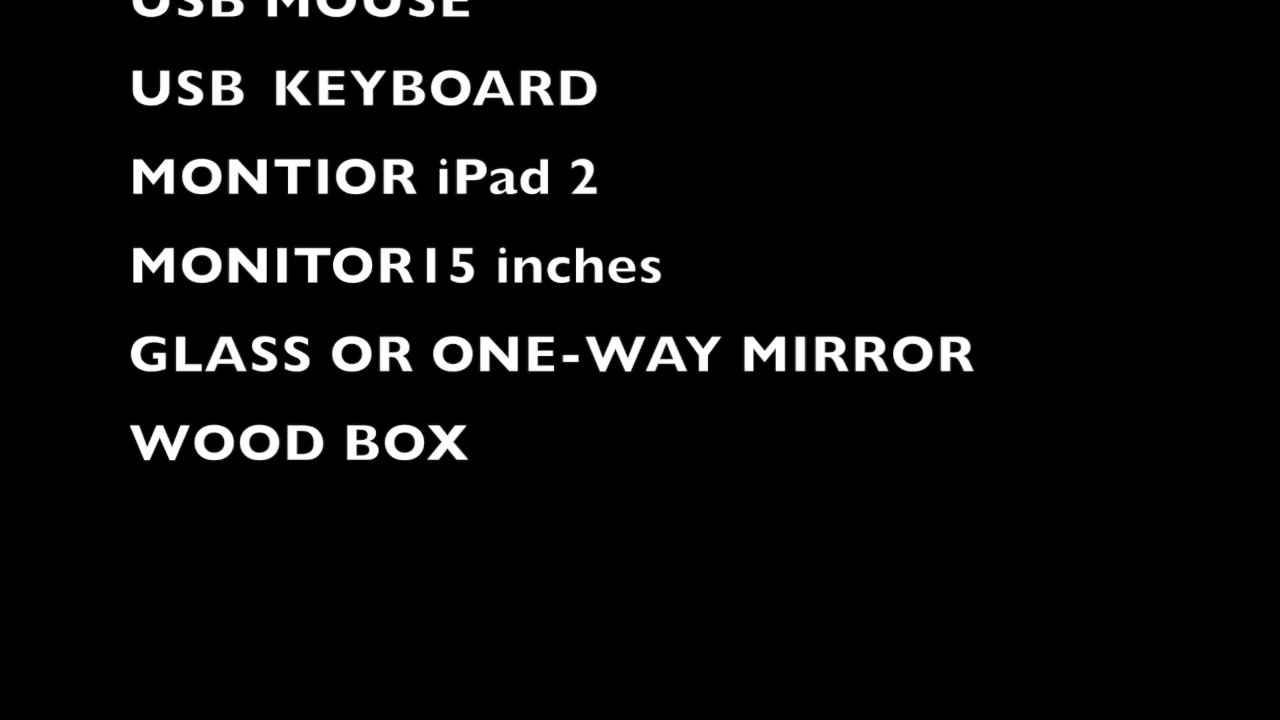 USB MOUSE
USB KEYBOARD
MONTIOR iPad 2
MONITOR15 inches
GLASS OR ONE-WAY MIRROR
WOOD BOX